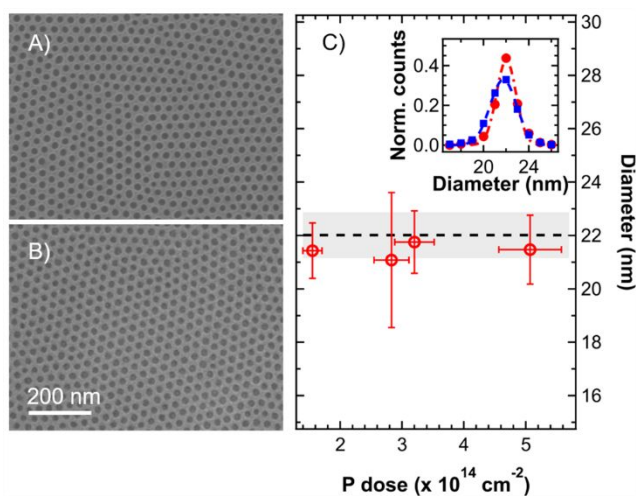 A)
B)
200 nm
C)
Norm. counts
0.4
0.2
0.0
20 24
Diameter (nm)
30
28
26
24
22
20
18
16
Diameter (nm)
2 3 4 5
P dose (x 10¹⁴ cm⁻²)